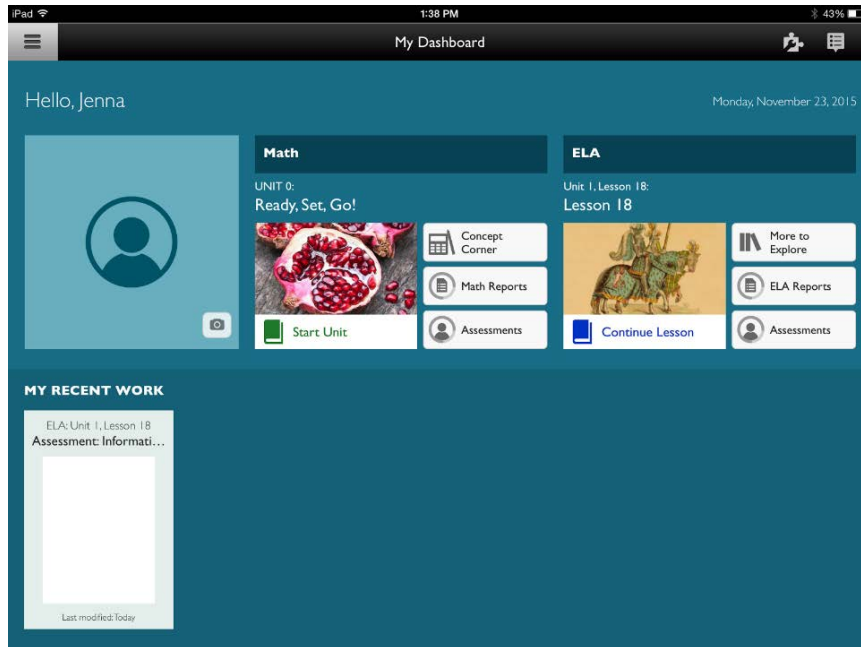 iPad 1:38 PM 43%
My Dashboard
Hello, Jenna
Monday, November 23, 2015
Math
UNIT 0:
Ready, Set, Go!
Concept
Corner
Math Reports
Start Unit
Assessments
ELA
Unit 1, Lesson 18:
Lesson 18
More to
Explore
ELA Reports
Continue Lesson
Assessments
MY RECENT WORK
ELA: Unit 1, Lesson 18
Assessment: Informati…
Last modified: Today